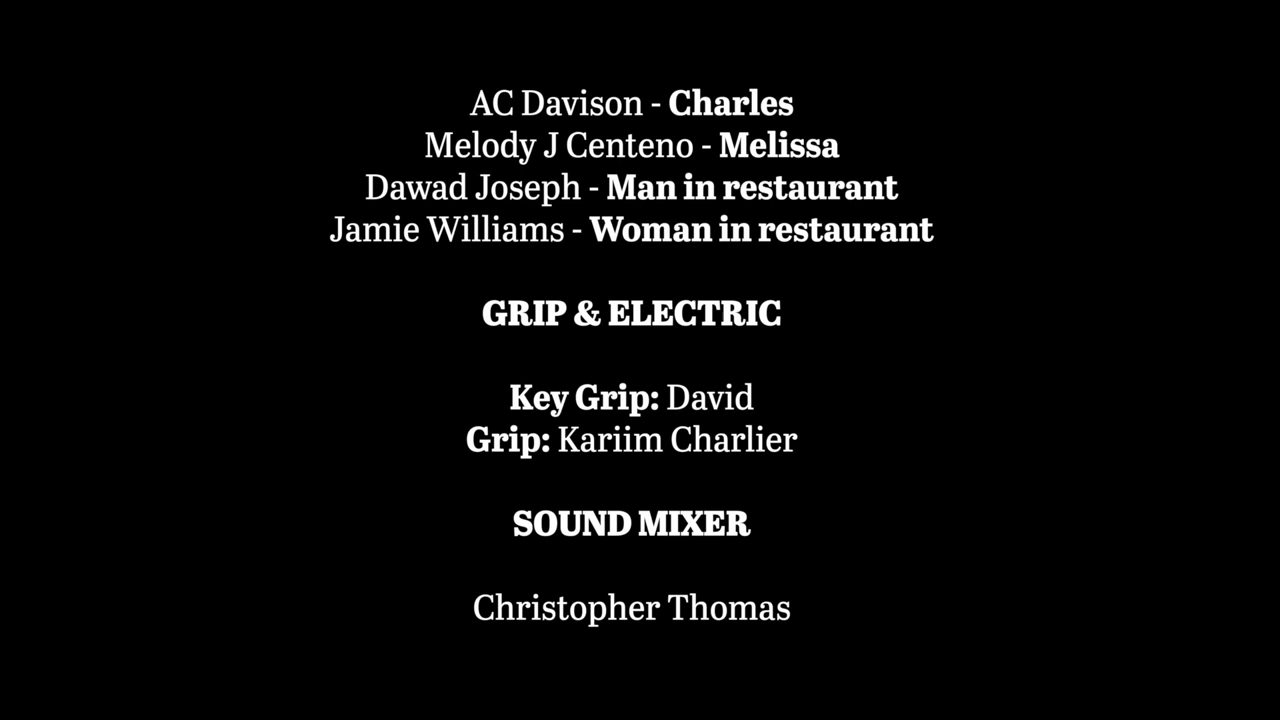 AC Davison - Charles
Melody J Centeno - Melissa
Dawad Joseph - Man in restaurant
Jamie Williams - Woman in restaurant
GRIP & ELECTRIC
Key Grip: David
Grip: Kariim Charlier
SOUND MIXER
Christopher Thomas